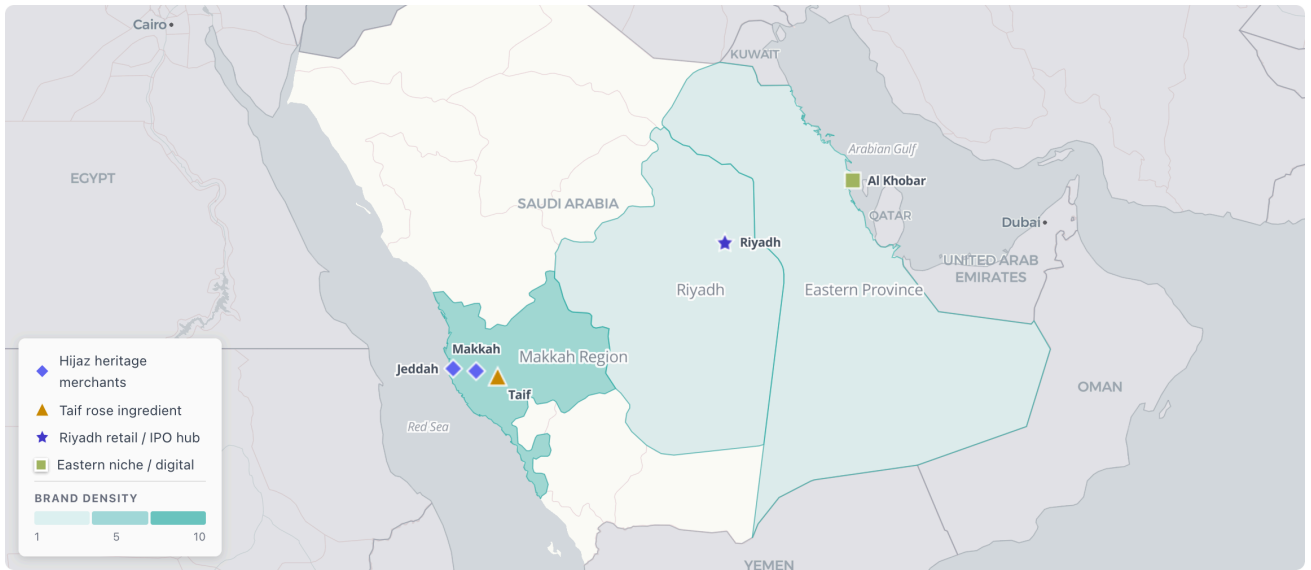 Cairo
KUWAIT
Arabian Gulf
EGYPT
Al Khobar
SAUDI ARABIA
QATAR
Dubai
Riyadh
UNITED ARAB
EMIRATES
Riyadh
Eastern Province
Makkah
Makkah Region
Jeddah
Taif
OMAN
Red Sea
YEMEN
Hijaz heritage
merchants
Taif rose ingredient
Riyadh retail / IPO hub
Eastern niche / digital
BRAND DENSITY
1 5 10